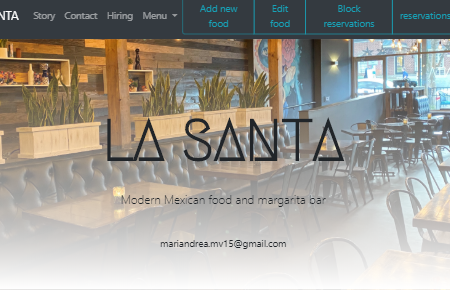 NTA Story Contact Hiring Menu Add new food Edit food Block reservations reservations
LA SANTA
Modern Mexican food and margarita bar
mariandrea.mv15@gmail.com